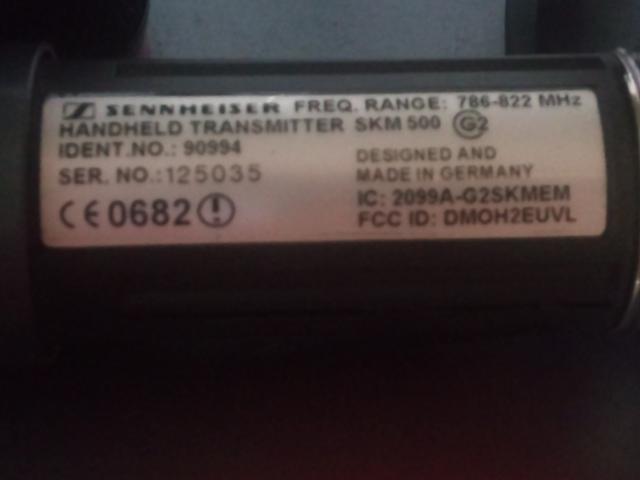 SENNHEISER FREQ. RANGE: 786-822 MHz
HANDHELD TRANSMITTER SKM 500 G2
IDENT.NO.: 90994
SER. NO.:125035
DESIGNED AND
MADE IN GERMANY
IC: 2099A-G2SKMEM
CE0682
FCC ID: DMOH2EUVL